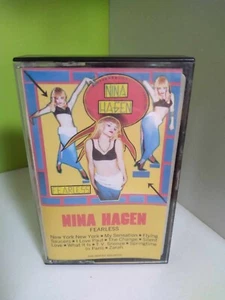 NINA
HAGEN
FEARLESS
NINA HAGEN
FEARLESS
New York New York • My Sensation • Flying
Saucers • I Love Paul • The Change • Silent
Love • What It Is • T.V. Snooze • Springtime
in Paris • Zarah